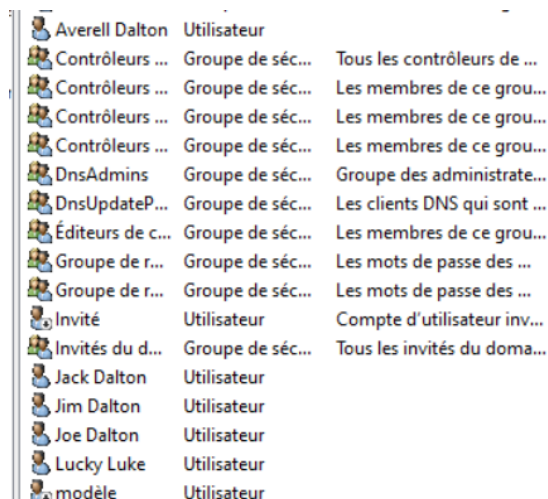 Averell Dalton Utilisateur
Contrôleurs ... Groupe de séc... Tous les contrôleurs de ...
Contrôleurs ... Groupe de séc... Les membres de ce grou...
Contrôleurs ... Groupe de séc... Les membres de ce grou...
Contrôleurs ... Groupe de séc... Les membres de ce grou...
DnsAdmins Groupe de séc... Groupe des administrate...
DnsUpdateP... Groupe de séc... Les clients DNS qui sont ...
Éditeurs de c... Groupe de séc... Les membres de ce grou...
Groupe de r... Groupe de séc... Les mots de passe des ...
Groupe de r... Groupe de séc... Les mots de passe des ...
Invité Utilisateur Compte d'utilisateur inv...
Invités du d... Groupe de séc... Tous les invités du doma...
Jack Dalton Utilisateur
Jim Dalton Utilisateur
Joe Dalton Utilisateur
Lucky Luke Utilisateur
modèle Utilisateur